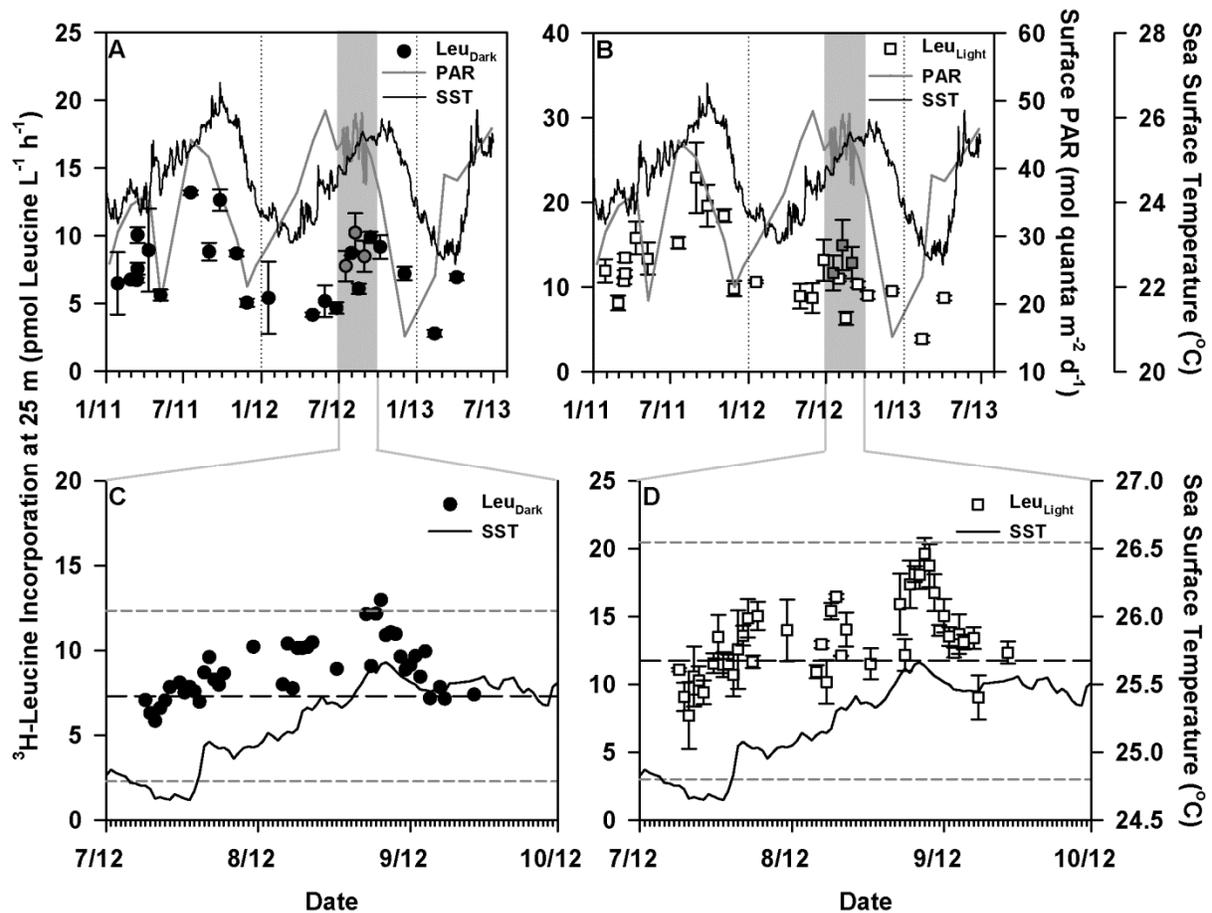 A
Leu_Dark
PAR
SST
25
20
15
10
5
0
1/11 7/11 1/12 7/12 1/13 7/13
B
Leu_Light
PAR
SST
40
30
20
10
0
1/11 7/11 1/12 7/12 1/13 7/13
60
50
40
30
20
10
Surface PAR (mol quanta m⁻² d⁻¹)
28
26
24
22
20
Sea Surface Temperature (°C)
³H-Leucine Incorporation at 25 m (pmol Leucine L⁻¹ h⁻¹)
C
Leu_Dark
SST
20
15
10
5
0
7/12 8/12 9/12 10/12
Date
D
Leu_Light
SST
25
20
15
10
5
0
7/12 8/12 9/12 10/12
Date
27.0
26.5
26.0
25.5
25.0
24.5
Sea Surface Temperature (°C)